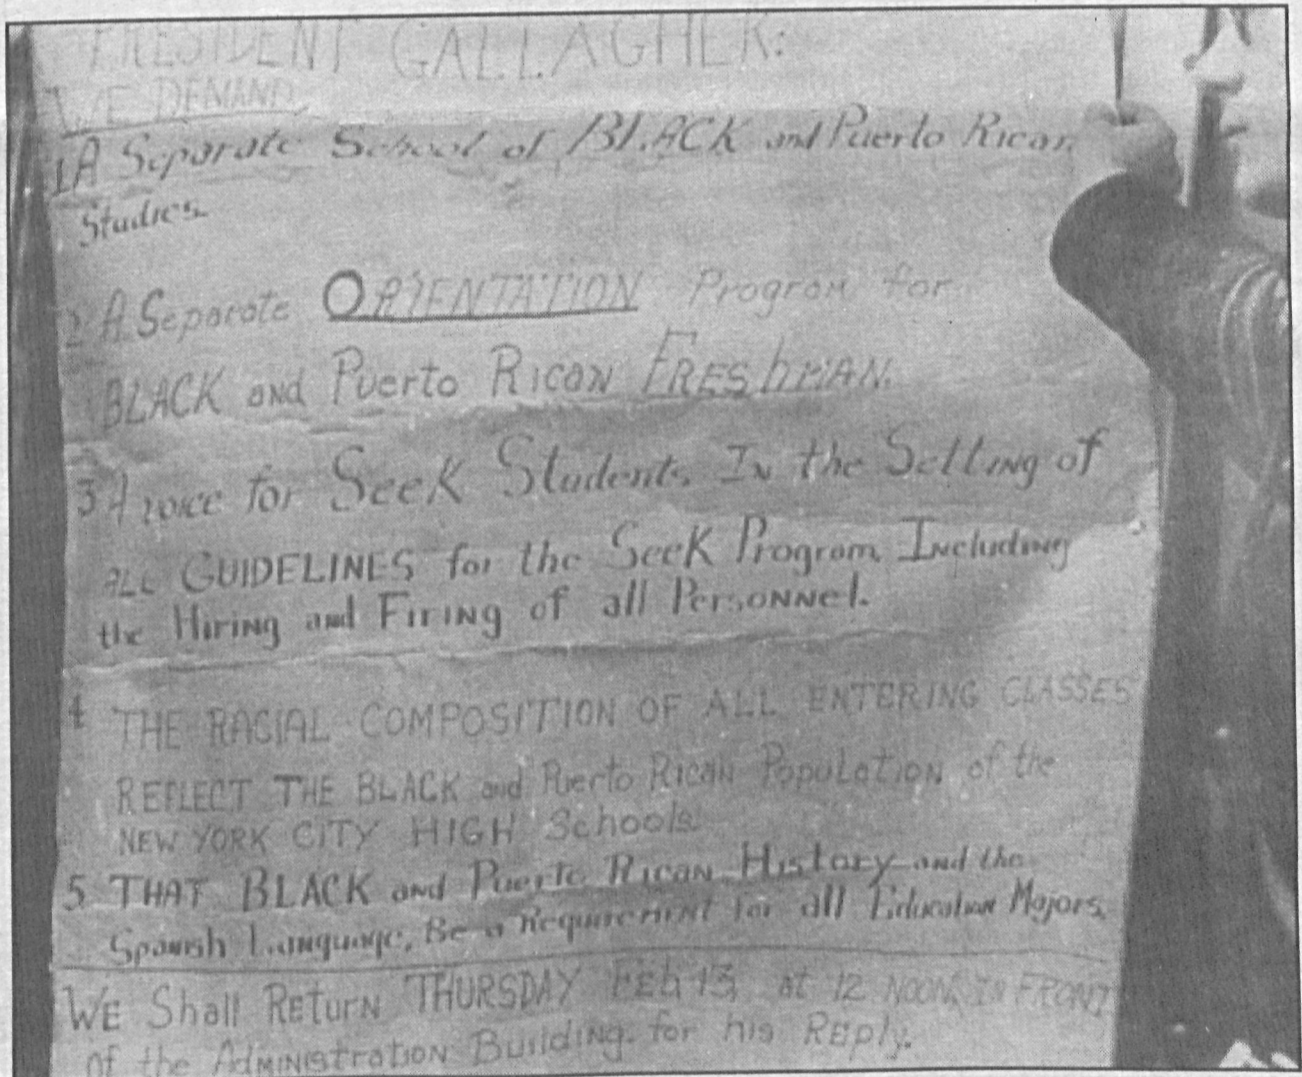 PRESIDENT GALLAGHER:
WE DEMAND
1 A Separate School of BLACK and Puerto Rican
Studies.
2 A Separate ORIENTATION Program for
BLACK and Puerto Rican FREShMAN.
3 A voice for SeeK Students, In the Setting of
ALL GUIDELINES for the SeeK Program, Including
the Hiring and Firing of all Personnel.
4 THE RACIAL COMPOSITION OF ALL ENTERING CLASSES
REFLECT THE BLACK and Puerto Rican Population of the
NEW YORK CITY HIGH Schools.
5 THAT BLACK and Puerto Rican History and the
Spanish Language, Be a Requirement for all Education Majors.
WE Shall Return THURSDAY Feb 13, at 12 NOON, IN FRONT
of the Administration Building. for his Reply.